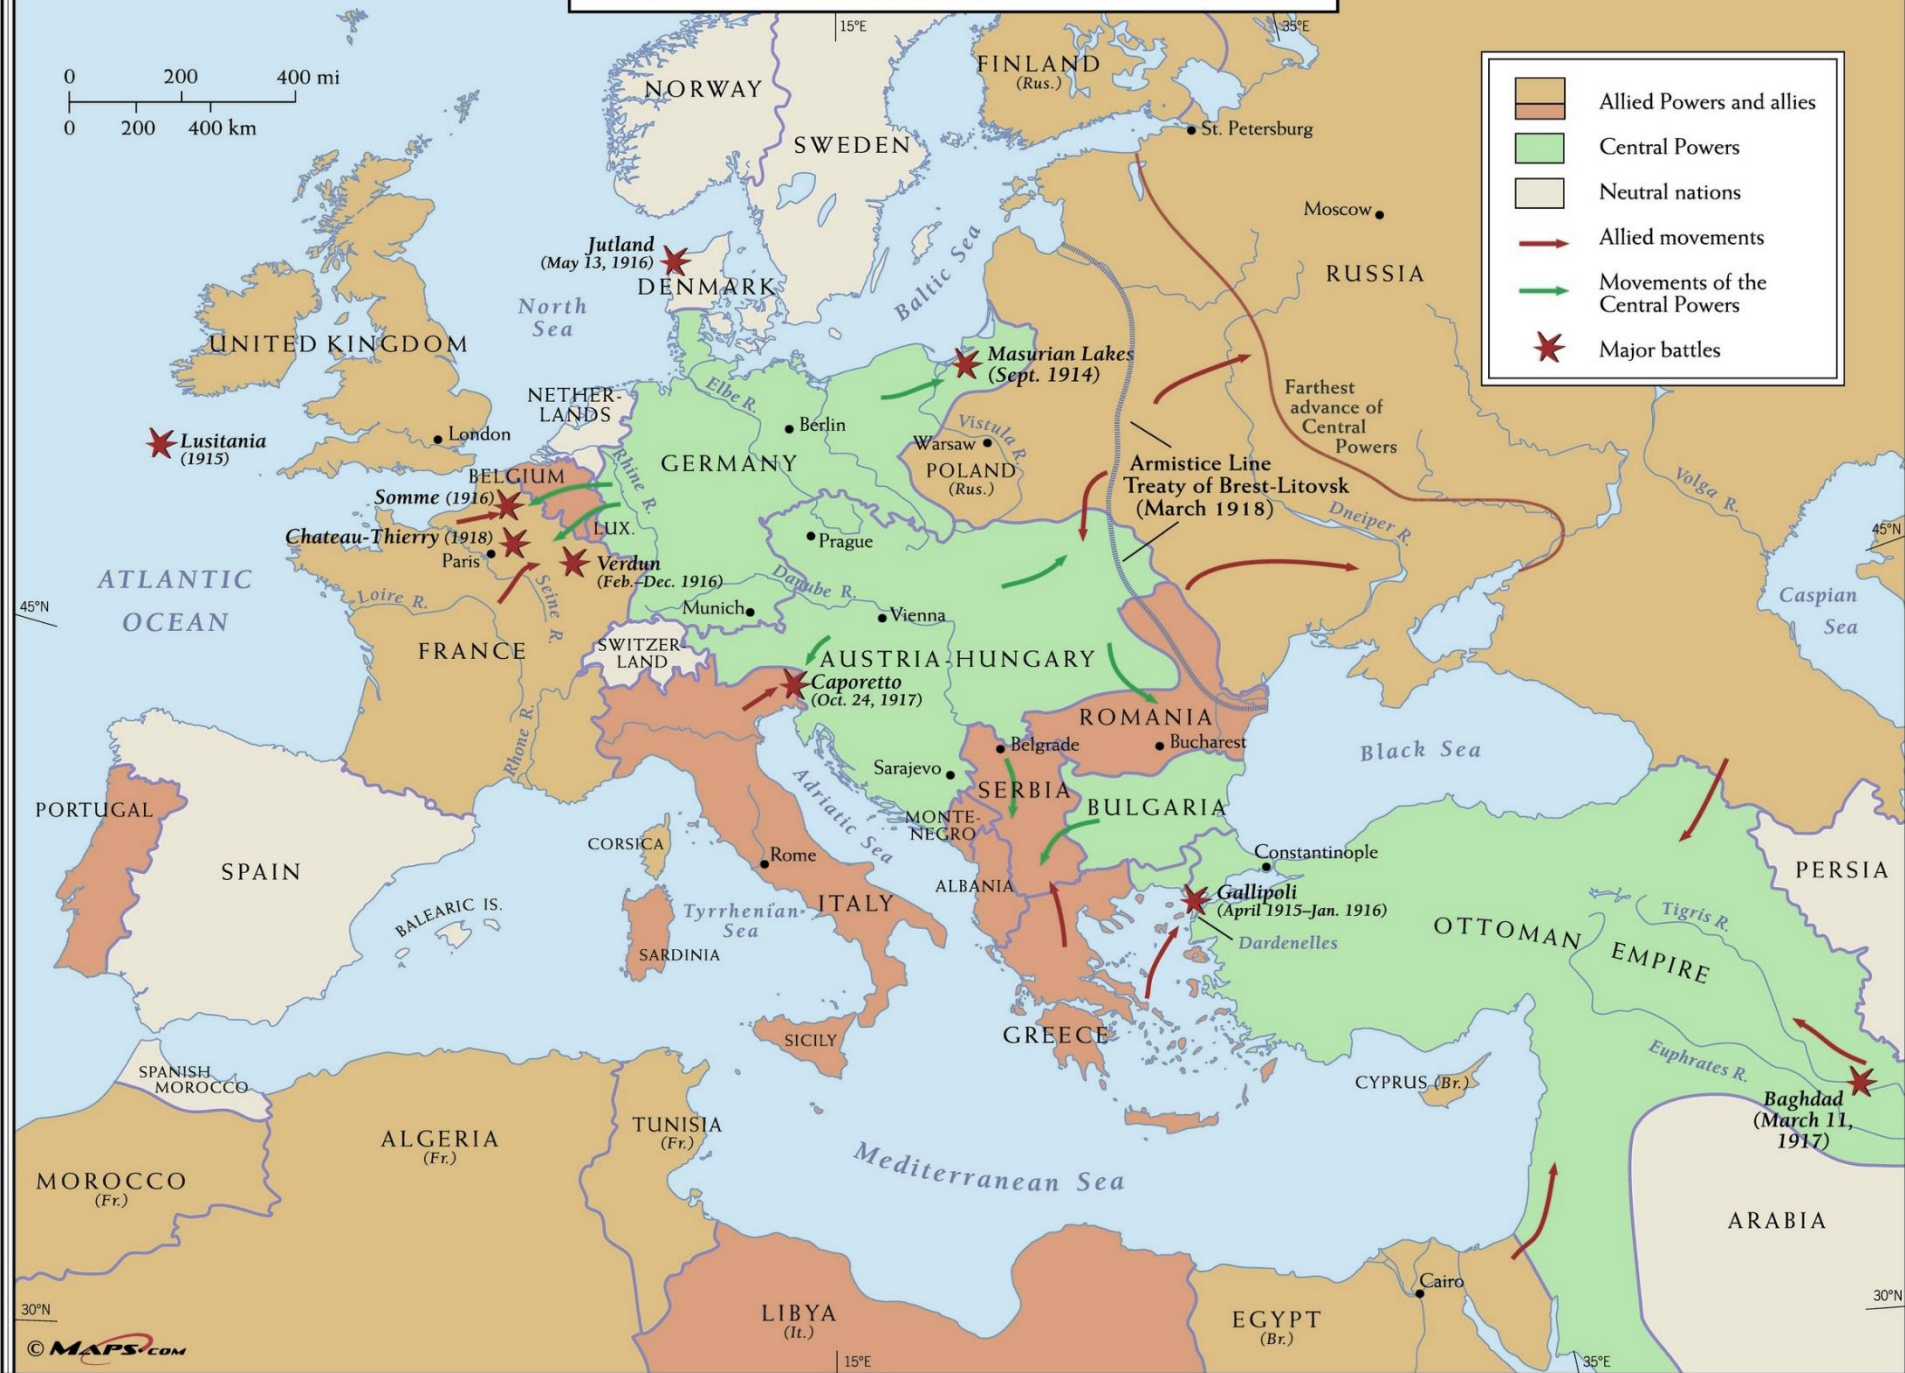 15°E
35°E
0 200 400 mi
0 200 400 km
Allied Powers and allies
Central Powers
Neutral nations
Allied movements
Movements of the
Central Powers
Major battles
FINLAND
(Rus.)
NORWAY
SWEDEN
St. Petersburg
Moscow
RUSSIA
Jutland
(May 13, 1916)
DENMARK
North
Sea
Baltic Sea
UNITED KINGDOM
Masurian Lakes
(Sept. 1914)
NETHER-
LANDS
Elbe R.
Berlin
Farthest
advance of
Central
Powers
Lusitania
(1915)
London
Vistula R.
Warsaw
POLAND
(Rus.)
GERMANY
Rhine R.
BELGIUM
Armistice Line
Treaty of Brest-Litovsk
(March 1918)
Volga R.
Dneiper R.
Somme (1916)
LUX.
Chateau-Thierry (1918)
Paris
Prague
45°N
Verdun
(Feb.–Dec. 1916)
Seine R.
Danube R.
ATLANTIC
OCEAN
45°N
Loire R.
Munich
Vienna
Caspian
Sea
FRANCE
SWITZER-
LAND
AUSTRIA-HUNGARY
Caporetto
(Oct. 24, 1917)
Rhone R.
ROMANIA
Bucharest
Belgrade
Black Sea
Sarajevo
SERBIA
BULGARIA
Adriatic Sea
MONTE-
NEGRO
PORTUGAL
SPAIN
CORSICA
Rome
Constantinople
PERSIA
ALBANIA
Gallipoli
(April 1915–Jan. 1916)
Dardenelles
BALEARIC IS.
Tyrrhenian
Sea
ITALY
SARDINIA
Tigris R.
OTTOMAN
EMPIRE
SICILY
GREECE
Euphrates R.
CYPRUS (Br.)
SPANISH
MOROCCO
Baghdad
(March 11,
1917)
TUNISIA
(Fr.)
ALGERIA
(Fr.)
MOROCCO
(Fr.)
Mediterranean Sea
ARABIA
Cairo
30°N
30°N
LIBYA
(It.)
EGYPT
(Br.)
© MAPS.COM
15°E
35°E